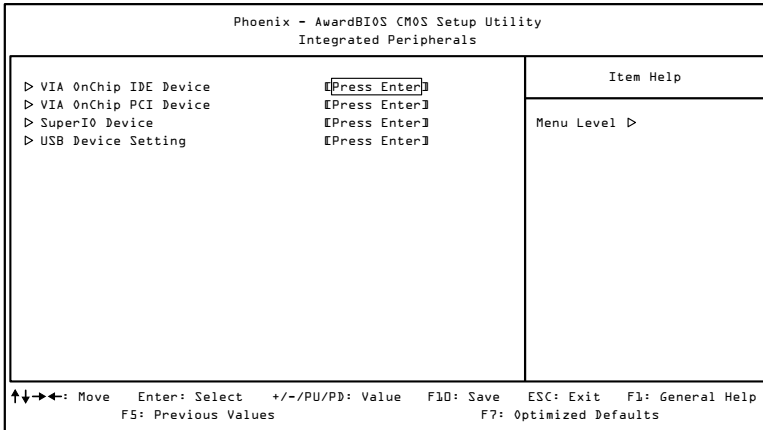 Phoenix - AwardBIOS CMOS Setup Utility
Integrated Peripherals
▷ VIA OnChip IDE Device [Press Enter]
▷ VIA OnChip PCI Device [Press Enter]
▷ SuperIO Device [Press Enter]
▷ USB Device Setting [Press Enter]
Item Help
Menu Level ▷
↑↓→←: Move Enter: Select +/-/PU/PD: Value F10: Save ESC: Exit F1: General Help
F5: Previous Values F7: Optimized Defaults